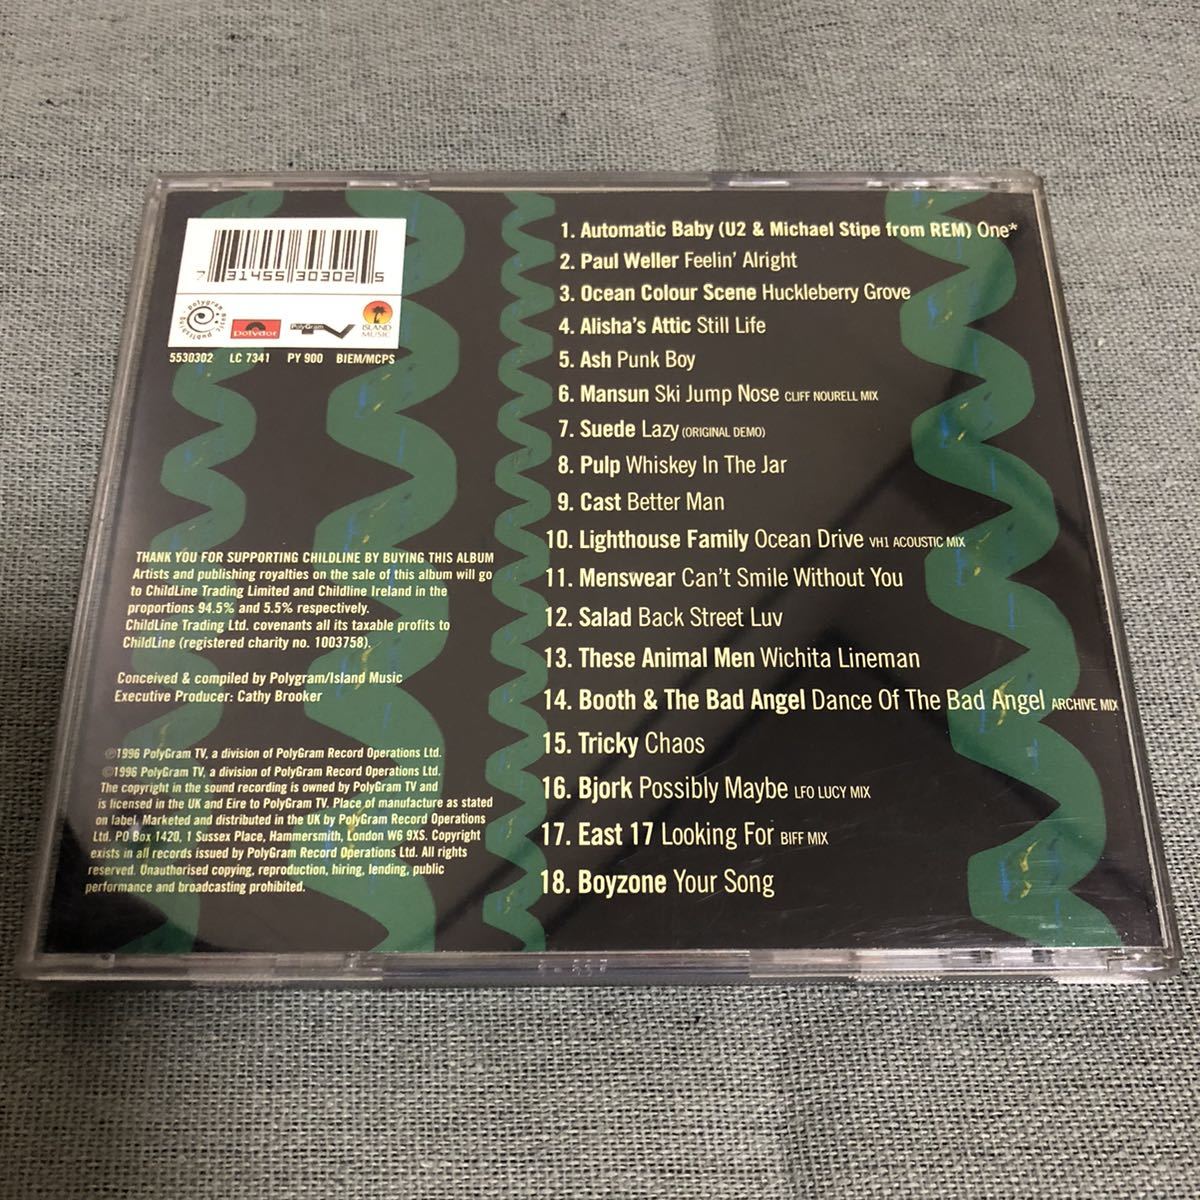 7 31455 30302 5
polydor
PolyGram TV
ISLAND MUSIC
5530302 LC 7341 PY 900 BIEM/MCPS
THANK YOU FOR SUPPORTING CHILDLINE BY BUYING THIS ALBUM
Artists and publishing royalties on the sale of this album will go
to ChildLine Trading Limited and Childline Ireland in the
proportions 94.5% and 5.5% respectively.
ChildLine Trading Ltd. covenants all its taxable profits to
ChildLine (registered charity no. 1003758).
Conceived & compiled by Polygram/Island Music
Executive Producer: Cathy Brooker
℗1996 PolyGram TV, a division of PolyGram Record Operations Ltd.
©1996 PolyGram TV, a division of PolyGram Record Operations Ltd.
The copyright in the sound recording is owned by PolyGram TV and
is licensed in the UK and Eire to PolyGram TV. Place of manufacture as stated
on label. Marketed and distributed in the UK by PolyGram Record Operations
Ltd. PO Box 1420, 1 Sussex Place, Hammersmith, London W6 9XS. Copyright
exists in all records issued by PolyGram Record Operations Ltd. All rights
reserved. Unauthorised copying, reproduction, hiring, lending, public
performance and broadcasting prohibited.
1. Automatic Baby (U2 & Michael Stipe from REM) One*
2. Paul Weller Feelin' Alright
3. Ocean Colour Scene Huckleberry Grove
4. Alisha's Attic Still Life
5. Ash Punk Boy
6. Mansun Ski Jump Nose CLIFF NOURELL MIX
7. Suede Lazy (ORIGINAL DEMO)
8. Pulp Whiskey In The Jar
9. Cast Better Man
10. Lighthouse Family Ocean Drive VH1 ACOUSTIC MIX
11. Menswear Can't Smile Without You
12. Salad Back Street Luv
13. These Animal Men Wichita Lineman
14. Booth & The Bad Angel Dance Of The Bad Angel ARCHIVE MIX
15. Tricky Chaos
16. Bjork Possibly Maybe LFO LUCY MIX
17. East 17 Looking For BIFF MIX
18. Boyzone Your Song